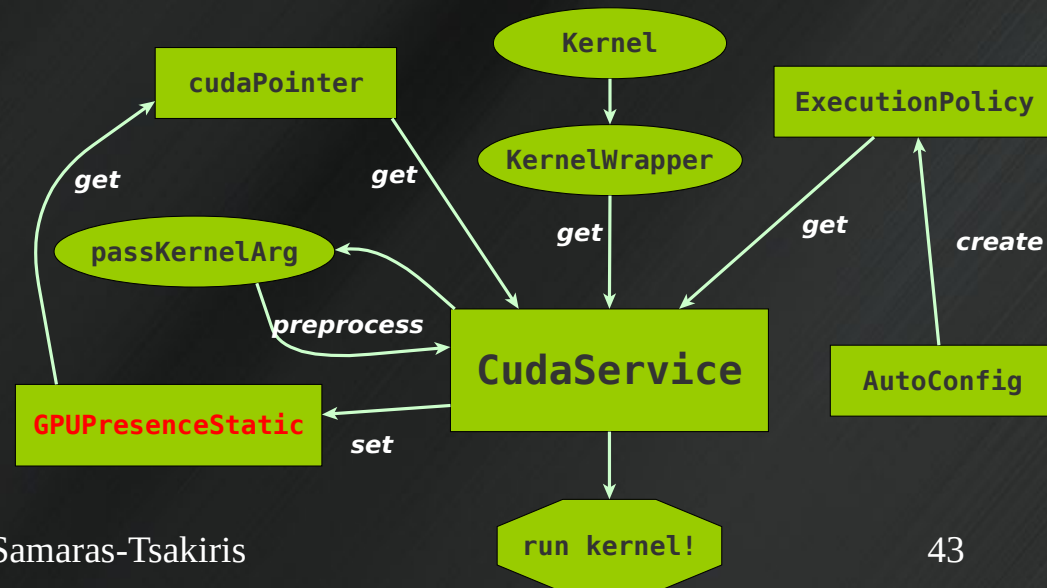 Kernel
cudaPointer
ExecutionPolicy
KernelWrapper
get
get
get
get
create
passKernelArg
preprocess
CudaService
AutoConfig
GPUPresenceStatic
set
run kernel!
Samaras-Tsakiris
43